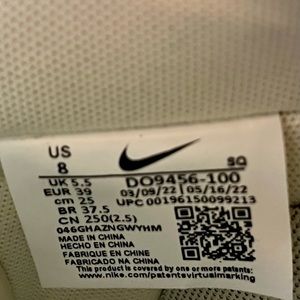 US
8
SQ
UK 5.5
EUR 39
cm 25
BR 37.5
CN 250(2.5)
DO9456-100
03/09/22 05/16/22
UPC 00196150099213
046GHAZNGWYHM
MADE IN CHINA
HECHO EN CHINA
FABRIQUE EN CHINE
FABRICADO NA CHINA
This product is covered by one or more patents.
www.nike.com/patentsvirtualmarking